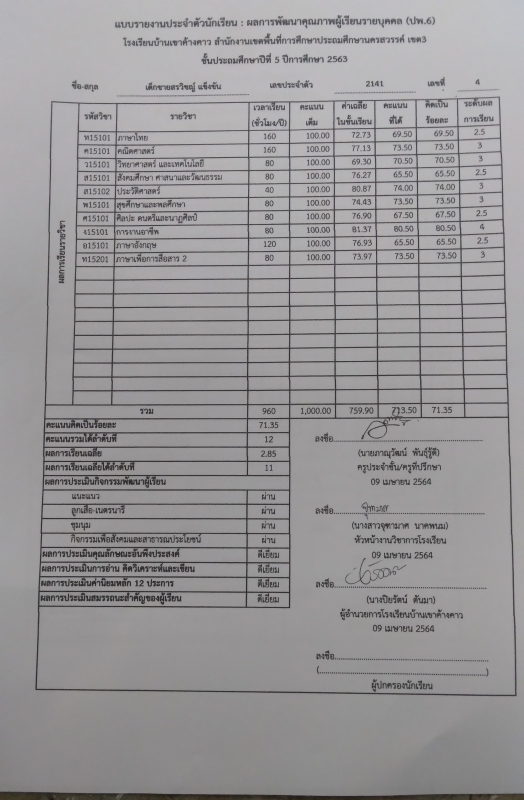 แบบรายงานประจำตัวนักเรียน : ผลการพัฒนาคุณภาพผู้เรียนรายบุคคล (ปพ.6)
โรงเรียนบ้านเขาค้างคาว สำนักงานเขตพื้นที่การศึกษาประถมศึกษานครสวรรค์ เขต3
ชั้นประถมศึกษาปีที่ 5 ปีการศึกษา 2563
ชื่อ-สกุล เด็กชายสรวิชญ์ แข็งขัน เลขประจำตัว 2141 เลขที่ 4
ผลการเรียนรายวิชา
รหัสวิชา รายวิชา เวลาเรียน (ชั่วโมง/ปี) คะแนน เต็ม ค่าเฉลี่ย ในชั้นเรียน คะแนน ที่ได้ คิดเป็น ร้อยละ ระดับผล การเรียน
ท15101 ภาษาไทย 160 100.00 72.73 69.50 69.50 2.5
ค15101 คณิตศาสตร์ 160 100.00 77.13 73.50 73.50 3
ว15101 วิทยาศาสตร์ และเทคโนโลยี 80 100.00 69.30 70.50 70.50 3
ส15101 สังคมศึกษา ศาสนาและวัฒนธรรม 80 100.00 76.27 65.50 65.50 2.5
ส15102 ประวัติศาสตร์ 40 100.00 80.87 74.00 74.00 3
พ15101 สุขศึกษาและพลศึกษา 80 100.00 74.43 73.50 73.50 3
ศ15101 ศิลปะ ดนตรีและนาฏศิลป์ 80 100.00 76.90 67.50 67.50 2.5
ง15101 การงานอาชีพ 80 100.00 81.37 80.50 80.50 4
อ15101 ภาษาอังกฤษ 120 100.00 76.93 65.50 65.50 2.5
ท15201 ภาษาเพื่อการสื่อสาร 2 80 100.00 73.97 73.50 73.50 3
รวม 960 1,000.00 759.90 713.50 71.35
คะแนนคิดเป็นร้อยละ 71.35
คะแนนรวมได้ลำดับที่ 12
ผลการเรียนเฉลี่ย 2.85
ผลการเรียนเฉลี่ยได้ลำดับที่ 11
ผลการประเมินกิจกรรมพัฒนาผู้เรียน
แนะแนว ผ่าน
ลูกเสือ-เนตรนารี ผ่าน
ชุมนุม ผ่าน
กิจกรรมเพื่อสังคมและสาธารณประโยชน์ ผ่าน
ผลการประเมินคุณลักษณะอันพึงประสงค์ ดีเยี่ยม
ผลการประเมินการอ่าน คิดวิเคราะห์และเขียน ดีเยี่ยม
ผลการประเมินค่านิยมหลัก 12 ประการ ดีเยี่ยม
ผลการประเมินสมรรถนะสำคัญของผู้เรียน ดีเยี่ยม
ลงชื่อ
(นายภาณุวัฒน์ พันธุ์รู้ดี)
ครูประจำชั้น/ครูที่ปรึกษา
09 เมษายน 2564
ลงชื่อ
(นางสาวจุฑามาศ นาคพนม)
หัวหน้างานวิชาการโรงเรียน
09 เมษายน 2564
ลงชื่อ
(นางปิยรัตน์ ตันมา)
ผู้อำนวยการโรงเรียนบ้านเขาค้างคาว
09 เมษายน 2564
ลงชื่อ
(....................)
ผู้ปกครองนักเรียน